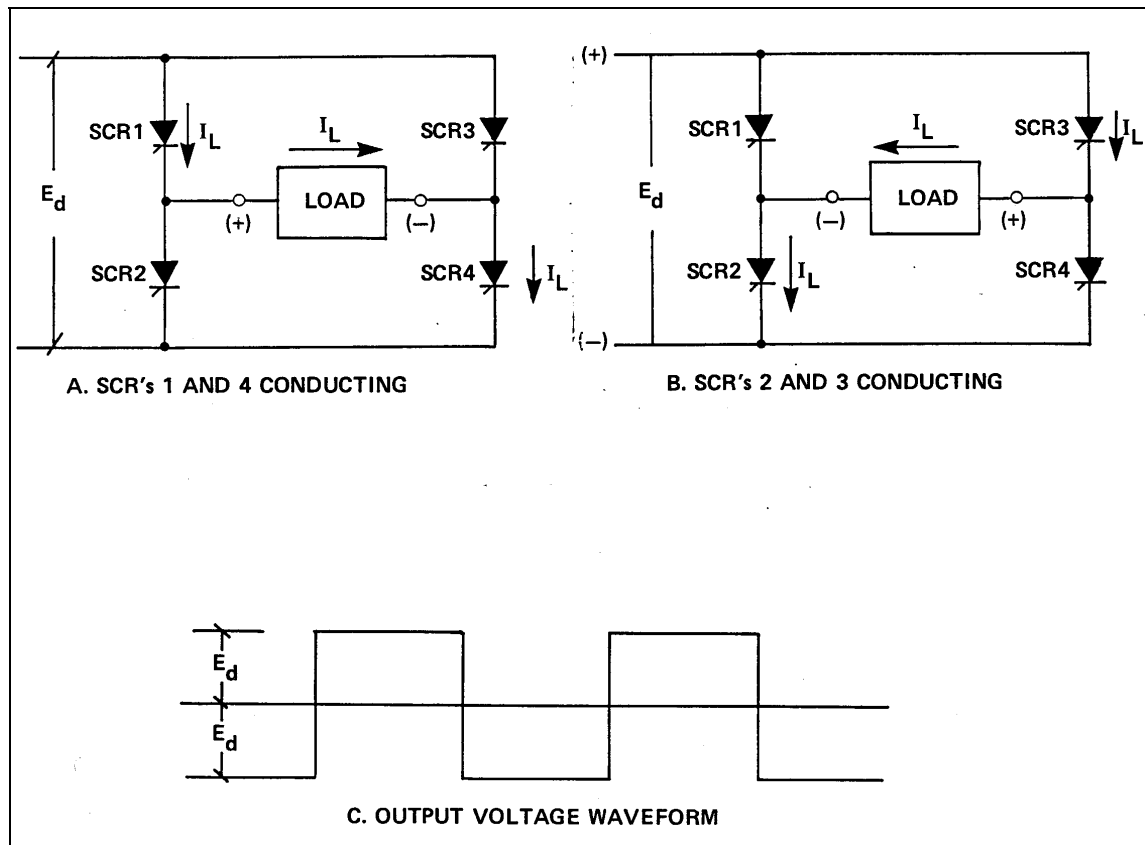 SCR1
I_L
I_L
SCR3
E_d
LOAD
(+)
(−)
SCR2
SCR4
I_L
A. SCR's 1 AND 4 CONDUCTING
(+)
SCR1
I_L
SCR3
I_L
E_d
LOAD
(−)
(+)
SCR2
I_L
SCR4
(−)
B. SCR's 2 AND 3 CONDUCTING
E_d
E_d
C. OUTPUT VOLTAGE WAVEFORM